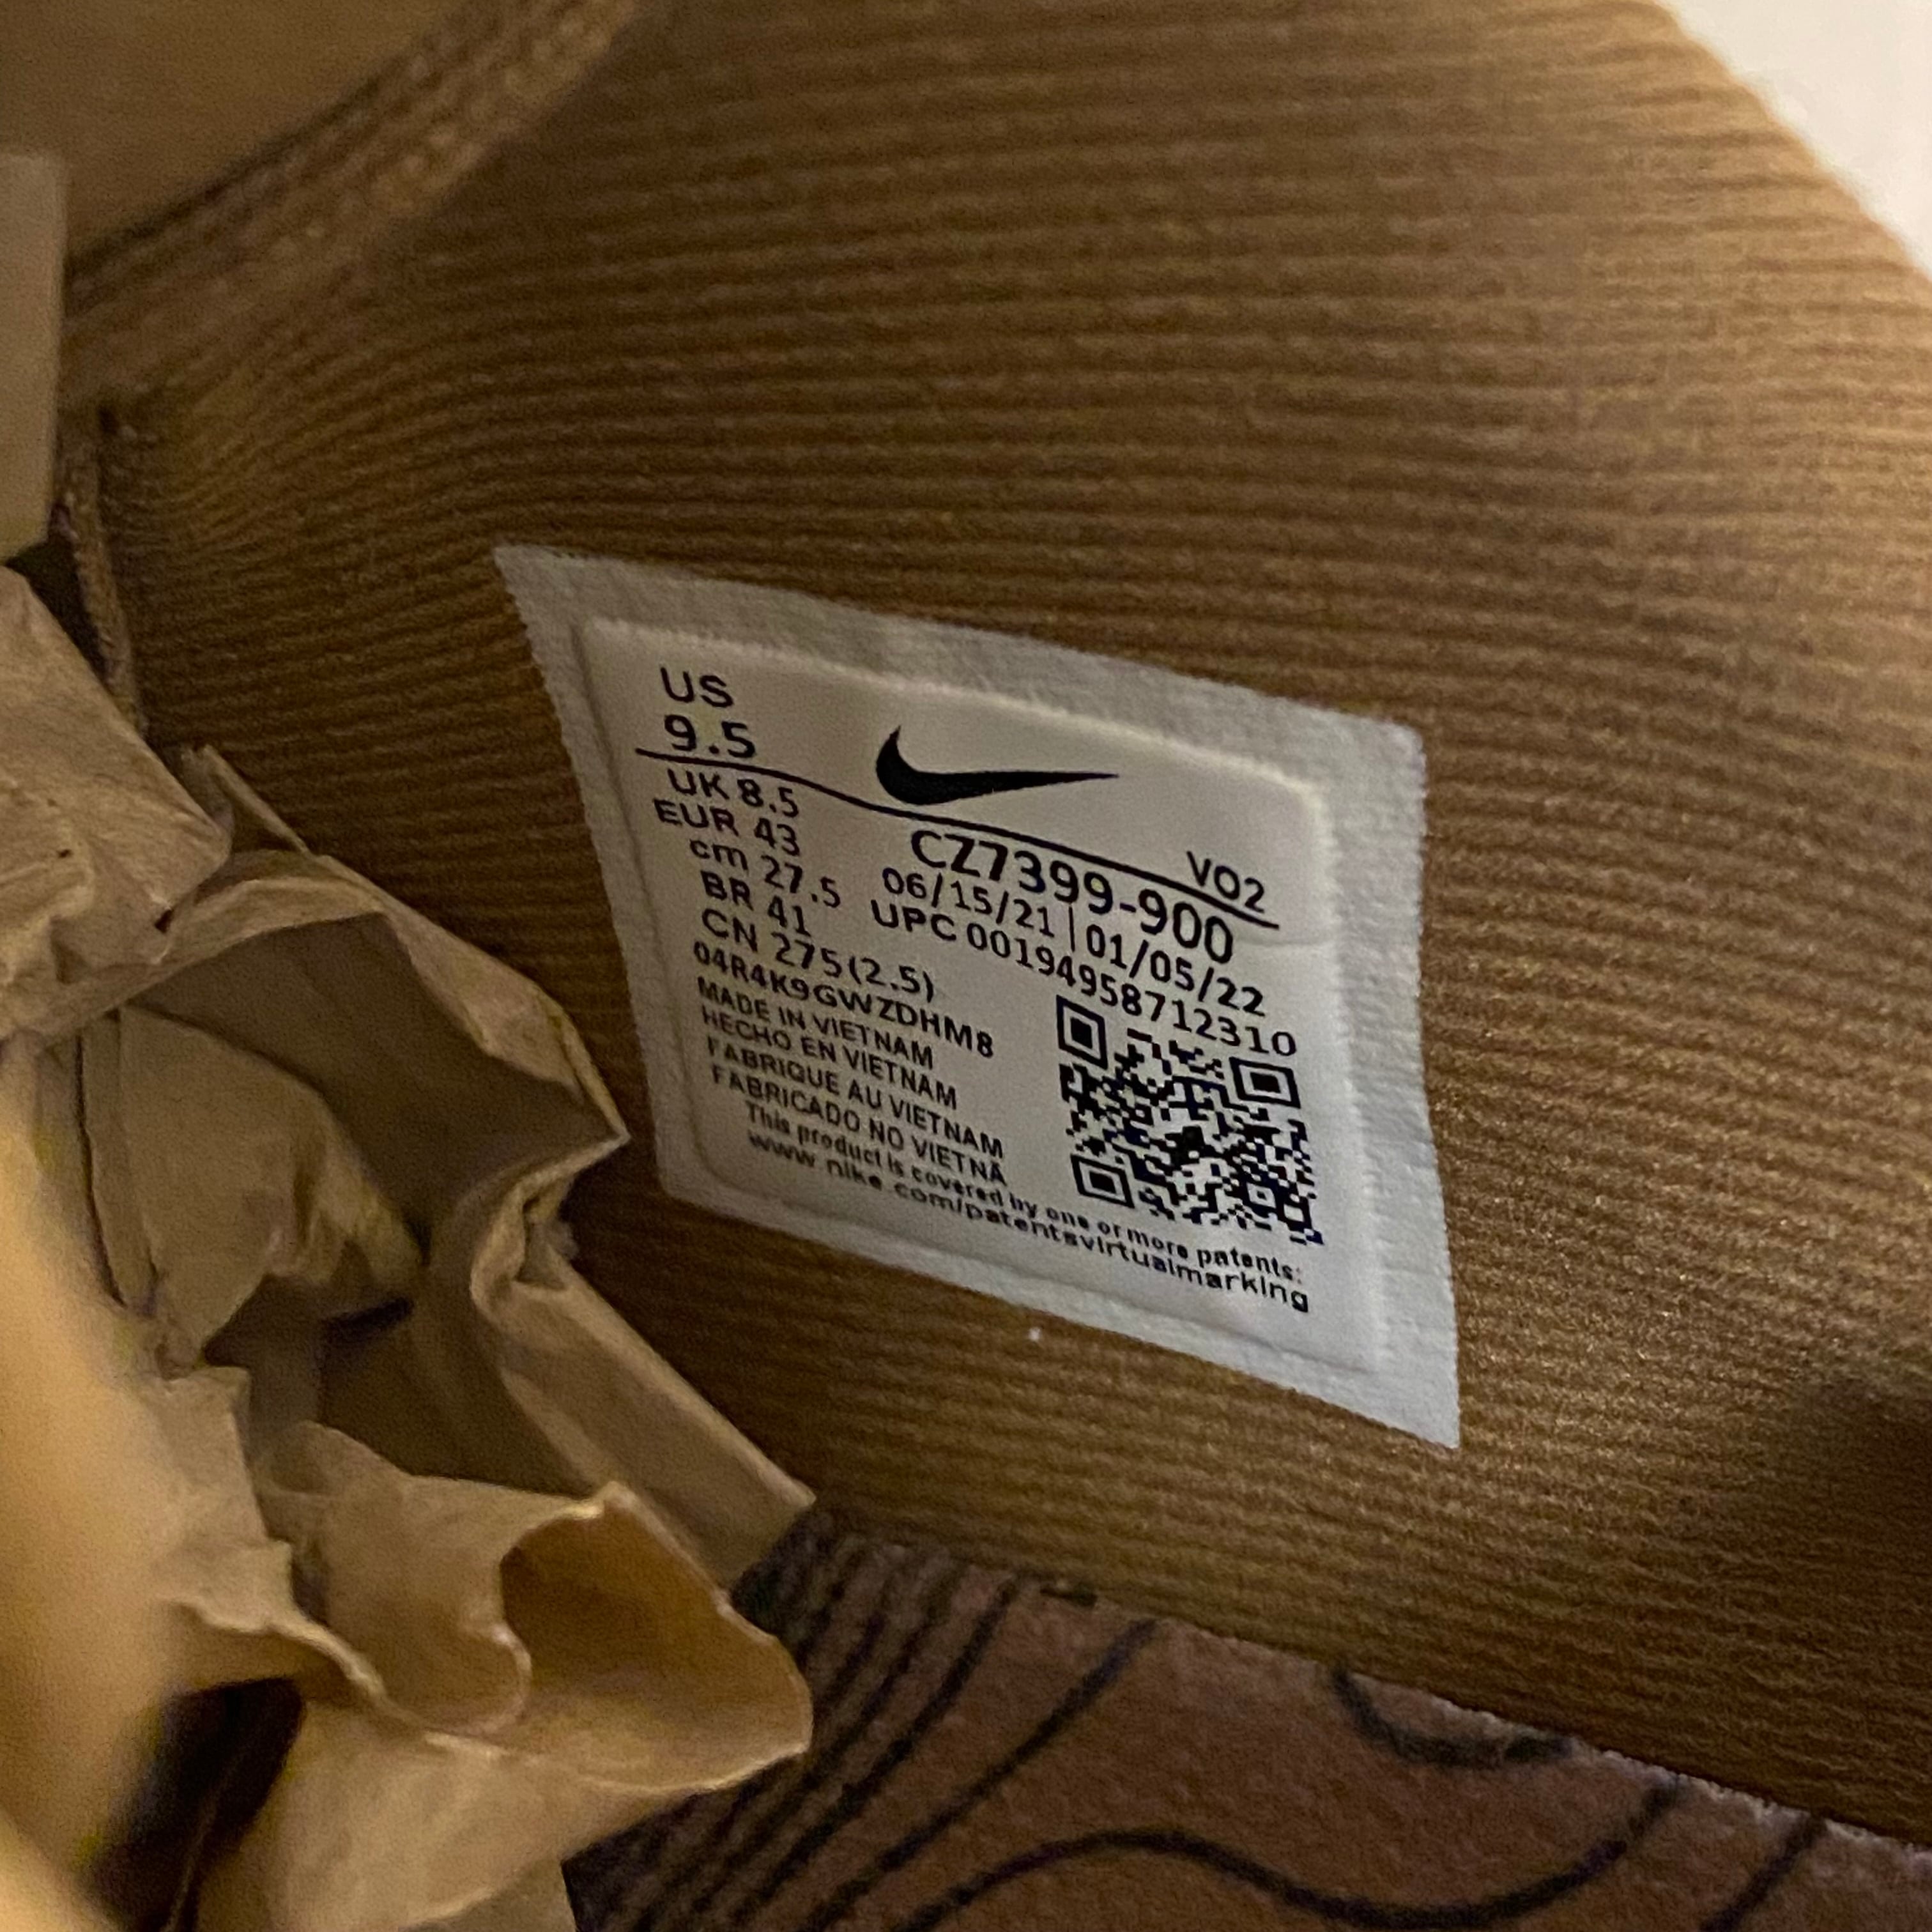 US
9.5
VO2
UK 8.5
EUR 43
cm 27.5
BR 41
CN 275(2.5)
CZ7399-900
06/15/21 | 01/05/22
UPC 00194958712310
04R4K9GWZDHM8
MADE IN VIETNAM
HECHO EN VIETNAM
FABRIQUE AU VIETNAM
FABRICADO NO VIETNÃ
This product is covered by one or more patents:
www.nike.com/patentsvirtualmarking